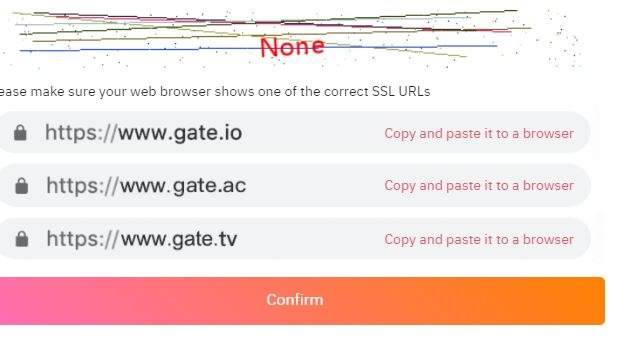 None
ease make sure your web browser shows one of the correct SSL URLs
https://www.gate.io Copy and paste it to a browser
https://www.gate.ac Copy and paste it to a browser
https://www.gate.tv Copy and paste it to a browser
Confirm